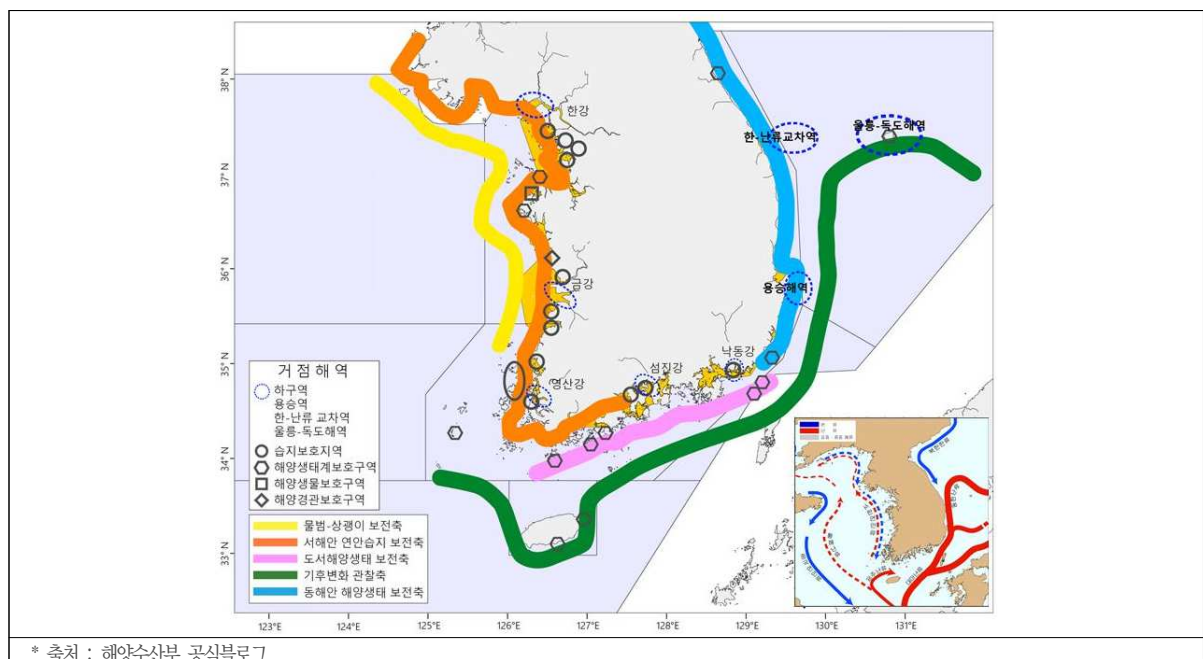 38° N
37° N
36° N
35° N
34° N
33° N
한강
한-난류교차역
울릉-독도해역
금강
용승해역
낙동강
섬진강
영산강
거점해역
하구역
용승역
한-난류 교차역
울릉-독도해역
습지보호지역
해양생태계보호구역
해양생물보호구역
해양경관보호구역
물범-상괭이 보전축
서해안 연안습지 보전축
도서해양생태 보전축
기후변화 관찰축
동해안 해양생태 보전축
123° E
124° E
125° E
126° E
127° E
128° E
129° E
130° E
131° E
* 출처 : 해양수산부 공식블로그